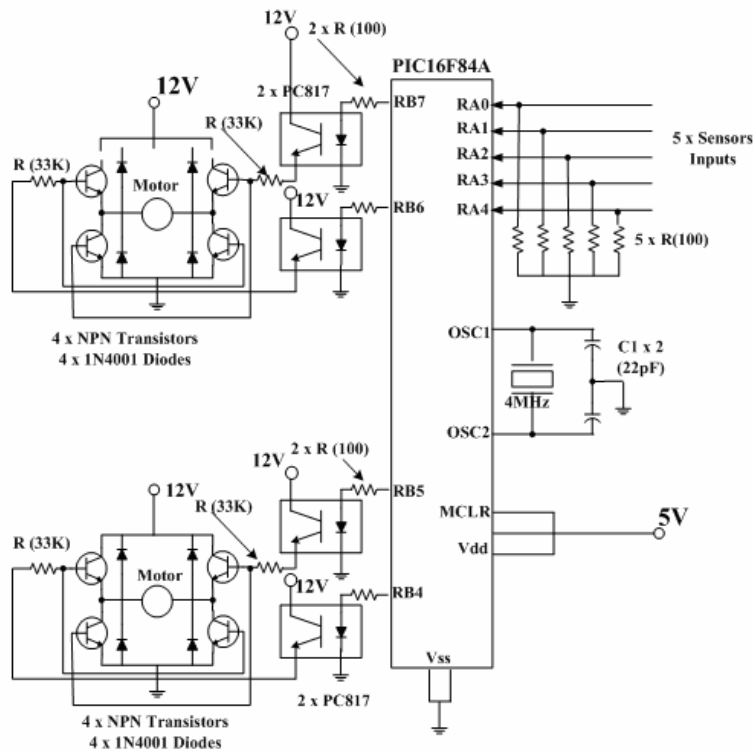 12V
2 x R (100)
PIC16F84A
12V
2 x PC817
RB7
RA0
R (33K)
RA1
5 x Sensors
Inputs
R (33K)
RA2
Motor
12V
RA3
RB6
RA4
5 x R(100)
4 x NPN Transistors
4 x 1N4001 Diodes
OSC1
C1 x 2
(22pF)
4MHz
OSC2
2 x R (100)
12V
12V
R (33K)
RB5
MCLR
5V
R (33K)
Vdd
Motor
12V
RB4
Vss
2 x PC817
4 x NPN Transistors
4 x 1N4001 Diodes